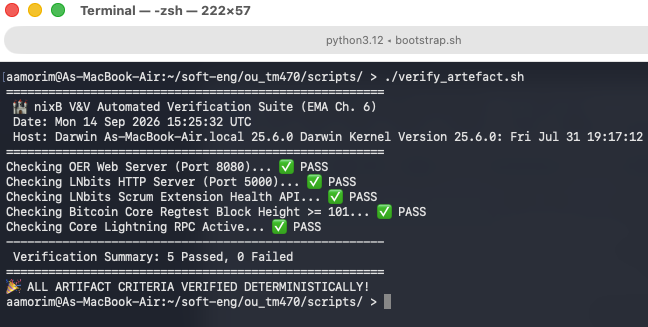 Terminal — -zsh — 222×57
python3.12 • bootstrap.sh
[aamorim@As-MacBook-Air:~/soft-eng/ou_tm470/scripts/ > ./verify_artefact.sh
======================================================
🏰 nixB V&V Automated Verification Suite (EMA Ch. 6)
Date: Mon 14 Sep 2026 15:25:32 UTC
Host: Darwin As-MacBook-Air.local 25.6.0 Darwin Kernel Version 25.6.0: Fri Jul 31 19:17:12
======================================================
Checking OER Web Server (Port 8080)... ✅ PASS
Checking LNbits HTTP Server (Port 5000)... ✅ PASS
Checking LNbits Scrum Extension Health API... ✅ PASS
Checking Bitcoin Core Regtest Block Height >= 101... ✅ PASS
Checking Core Lightning RPC Active... ✅ PASS
------------------------------------------------------
Verification Summary: 5 Passed, 0 Failed
======================================================
🎉 ALL ARTIFACT CRITERIA VERIFIED DETERMINISTICALLY!
aamorim@As-MacBook-Air:~/soft-eng/ou_tm470/scripts/ >